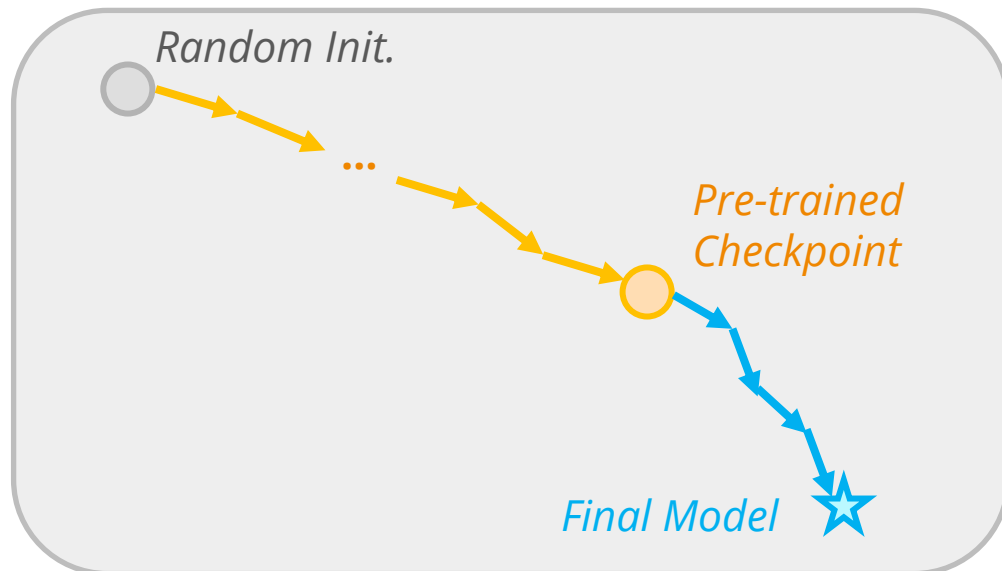 Random Init.
...
Pre-trained
Checkpoint
Final Model